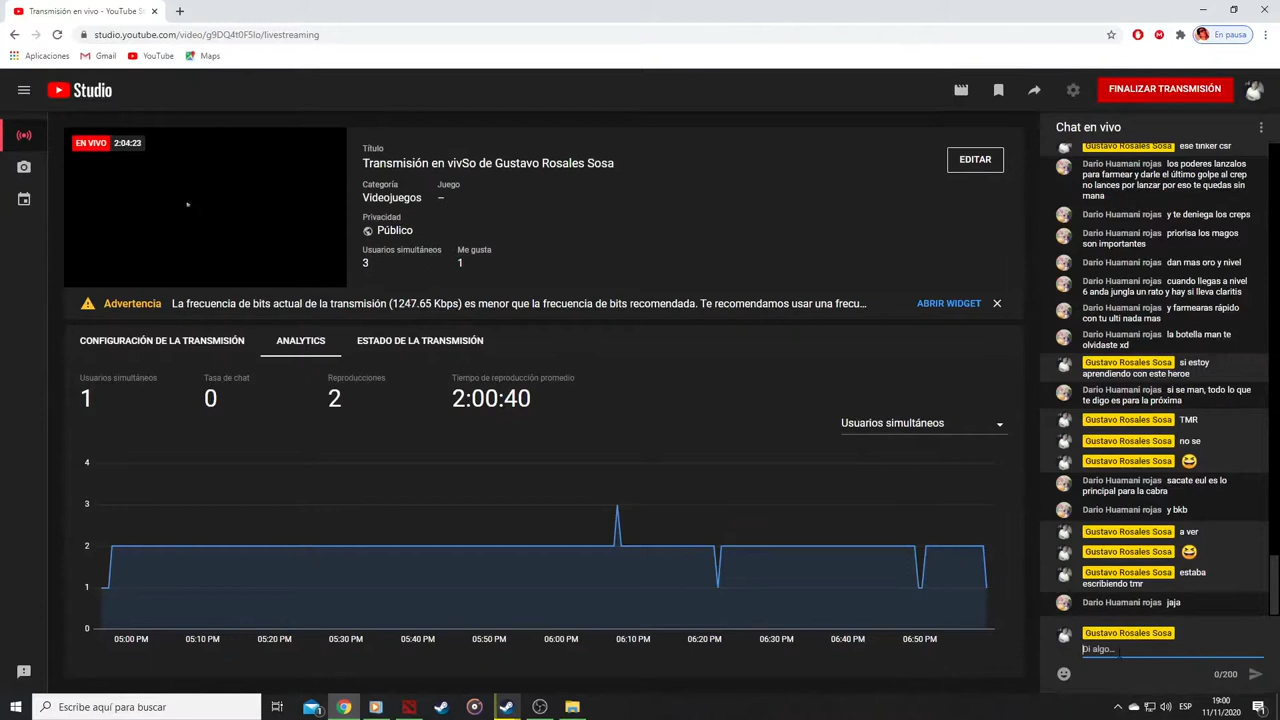 Transmisión en vivo - YouTube S
studio.youtube.com/video/g9DQ4t0F5Io/livestreaming
En pausa
Aplicaciones
Gmail
YouTube
Maps
Studio
FINALIZAR TRANSMISIÓN
EN VIVO 2:04:23
Título
Transmisión en vivSo de Gustavo Rosales Sosa
EDITAR
Categoría
Juego
Videojuegos
–
Privacidad
Público
Usuarios simultáneos
Me gusta
3
1
Advertencia
La frecuencia de bits actual de la transmisión (1247.65 Kbps) es menor que la frecuencia de bits recomendada. Te recomendamos usar una frecu...
ABRIR WIDGET
CONFIGURACIÓN DE LA TRANSMISIÓN
ANALYTICS
ESTADO DE LA TRANSMISIÓN
Usuarios simultáneos
Tasa de chat
Reproducciones
Tiempo de reproducción promedio
1
0
2
2:00:40
Usuarios simultáneos
4
3
2
1
0
05:00 PM
05:10 PM
05:20 PM
05:30 PM
05:40 PM
05:50 PM
06:00 PM
06:10 PM
06:20 PM
06:30 PM
06:40 PM
06:50 PM
Chat en vivo
Gustavo Rosales Sosa ese tinker csr
Dario Huamani rojas los poderes lanzalos
para farmear y darle el último golpe al crep
no lances por lanzar por eso te quedas sin
mana
Dario Huamani rojas y te deniega los creps
Dario Huamani rojas priorisa los magos
son importantes
Dario Huamani rojas dan mas oro y nivel
Dario Huamani rojas cuando llegas a nivel
6 anda jungla un rato y hay si lleva claritis
Dario Huamani rojas y farmearas rápido
con tu ulti nada mas
Dario Huamani rojas la botella man te
olvidaste xd
Gustavo Rosales Sosa si estoy
aprendiendo con este heroe
Dario Huamani rojas si se man, todo lo que
te digo es para la próxima
Gustavo Rosales Sosa TMR
Gustavo Rosales Sosa no se
Gustavo Rosales Sosa
Dario Huamani rojas sacate eul es lo
principal para la cabra
Dario Huamani rojas y bkb
Gustavo Rosales Sosa a ver
Gustavo Rosales Sosa
Gustavo Rosales Sosa estaba
escribiendo tmr
Dario Huamani rojas jaja
Gustavo Rosales Sosa
Di algo...
0/200
Escribe aquí para buscar
ESP
19:00
11/11/2020